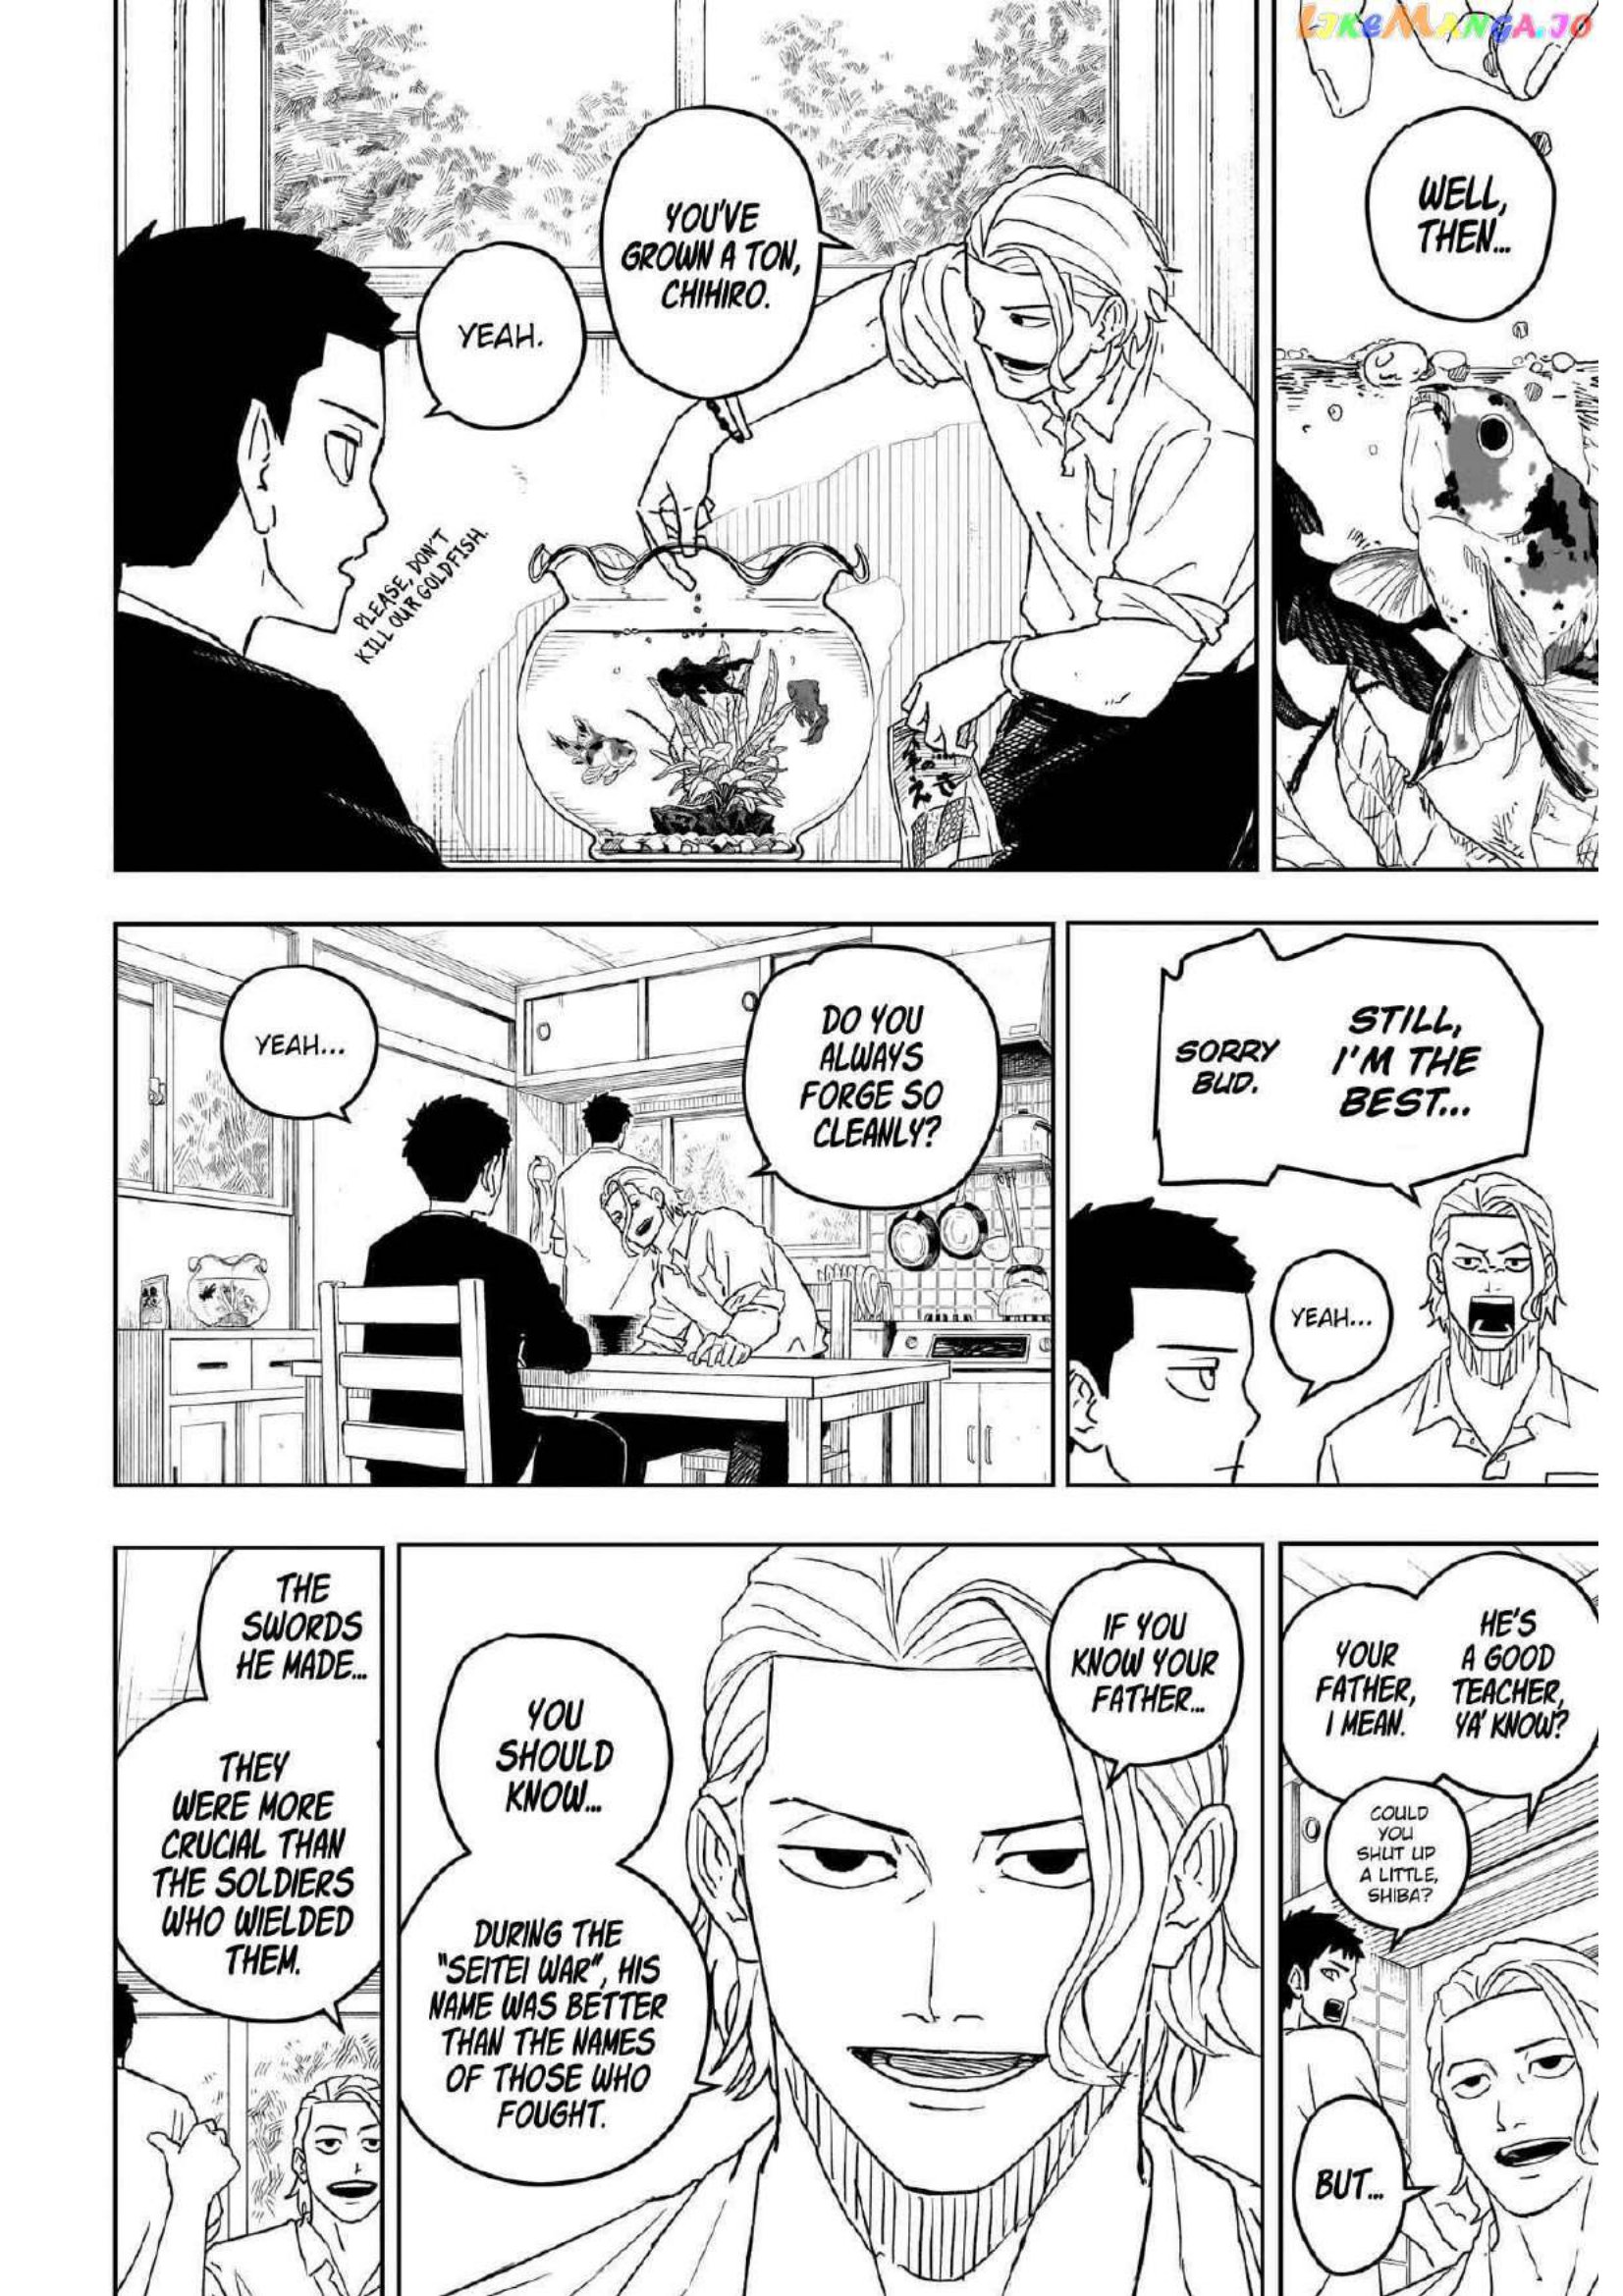 LIKEMANGA.IO
WELL,
THEN...
YOU'VE
GROWN A TON,
CHIHIRO.
YEAH.
PLEASE, DON'T
KILL OUR GOLDFISH.
えさ
STILL,
I'M THE
BEST...
SORRY
BUD.
YEAH...
DO YOU
ALWAYS
FORGE SO
CLEANLY?
YEAH...
HE'S
A GOOD
TEACHER,
YA' KNOW?
YOUR
FATHER,
I MEAN.
COULD
YOU
SHUT UP
A LITTLE,
SHIBA?
BUT...
IF YOU
KNOW YOUR
FATHER...
YOU
SHOULD
KNOW...
DURING THE
"SEITEI WAR", HIS
NAME WAS BETTER
THAN THE NAMES
OF THOSE WHO
FOUGHT.
THE
SWORDS
HE MADE...
THEY
WERE MORE
CRUCIAL THAN
THE SOLDIERS
WHO WIELDED
THEM.